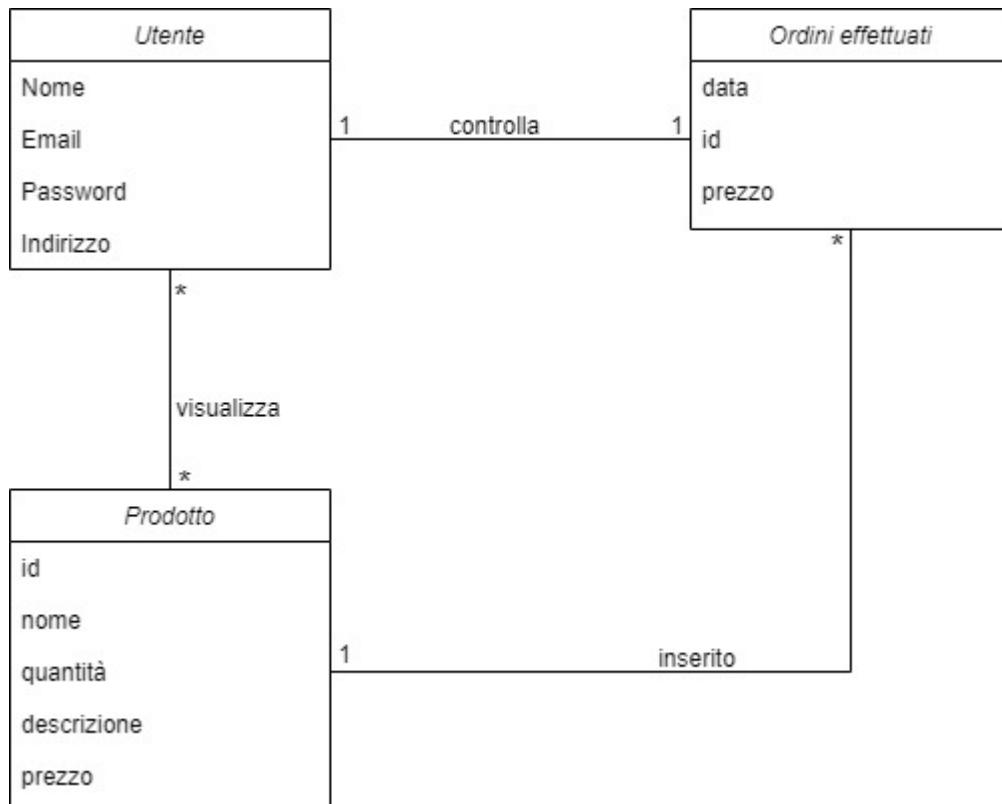 Utente
Nome
Email
Password
Indirizzo
1 controlla 1
Ordini effettuati
data
id
prezzo
*
*
visualizza
*
Prodotto
id
nome
quantità
descrizione
prezzo
1 inserito